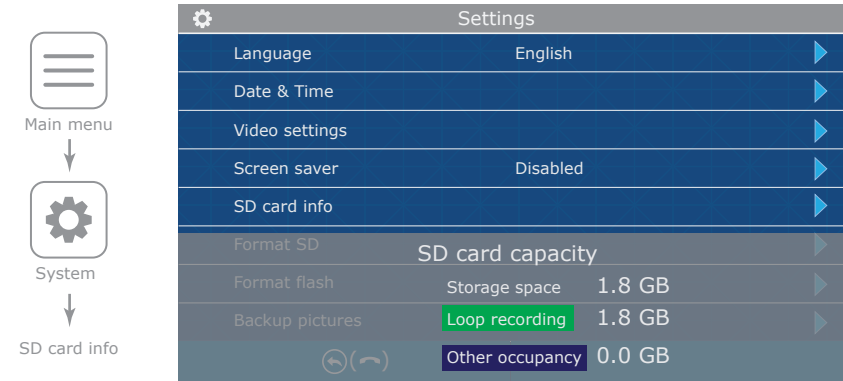 Settings
Language English
Date & Time
Video settings
Screen saver Disabled
SD card info
Format SD
Format flash
Backup pictures
SD card capacity
Storage space 1.8 GB
Loop recording 1.8 GB
Other occupancy 0.0 GB
Main menu
System
SD card info